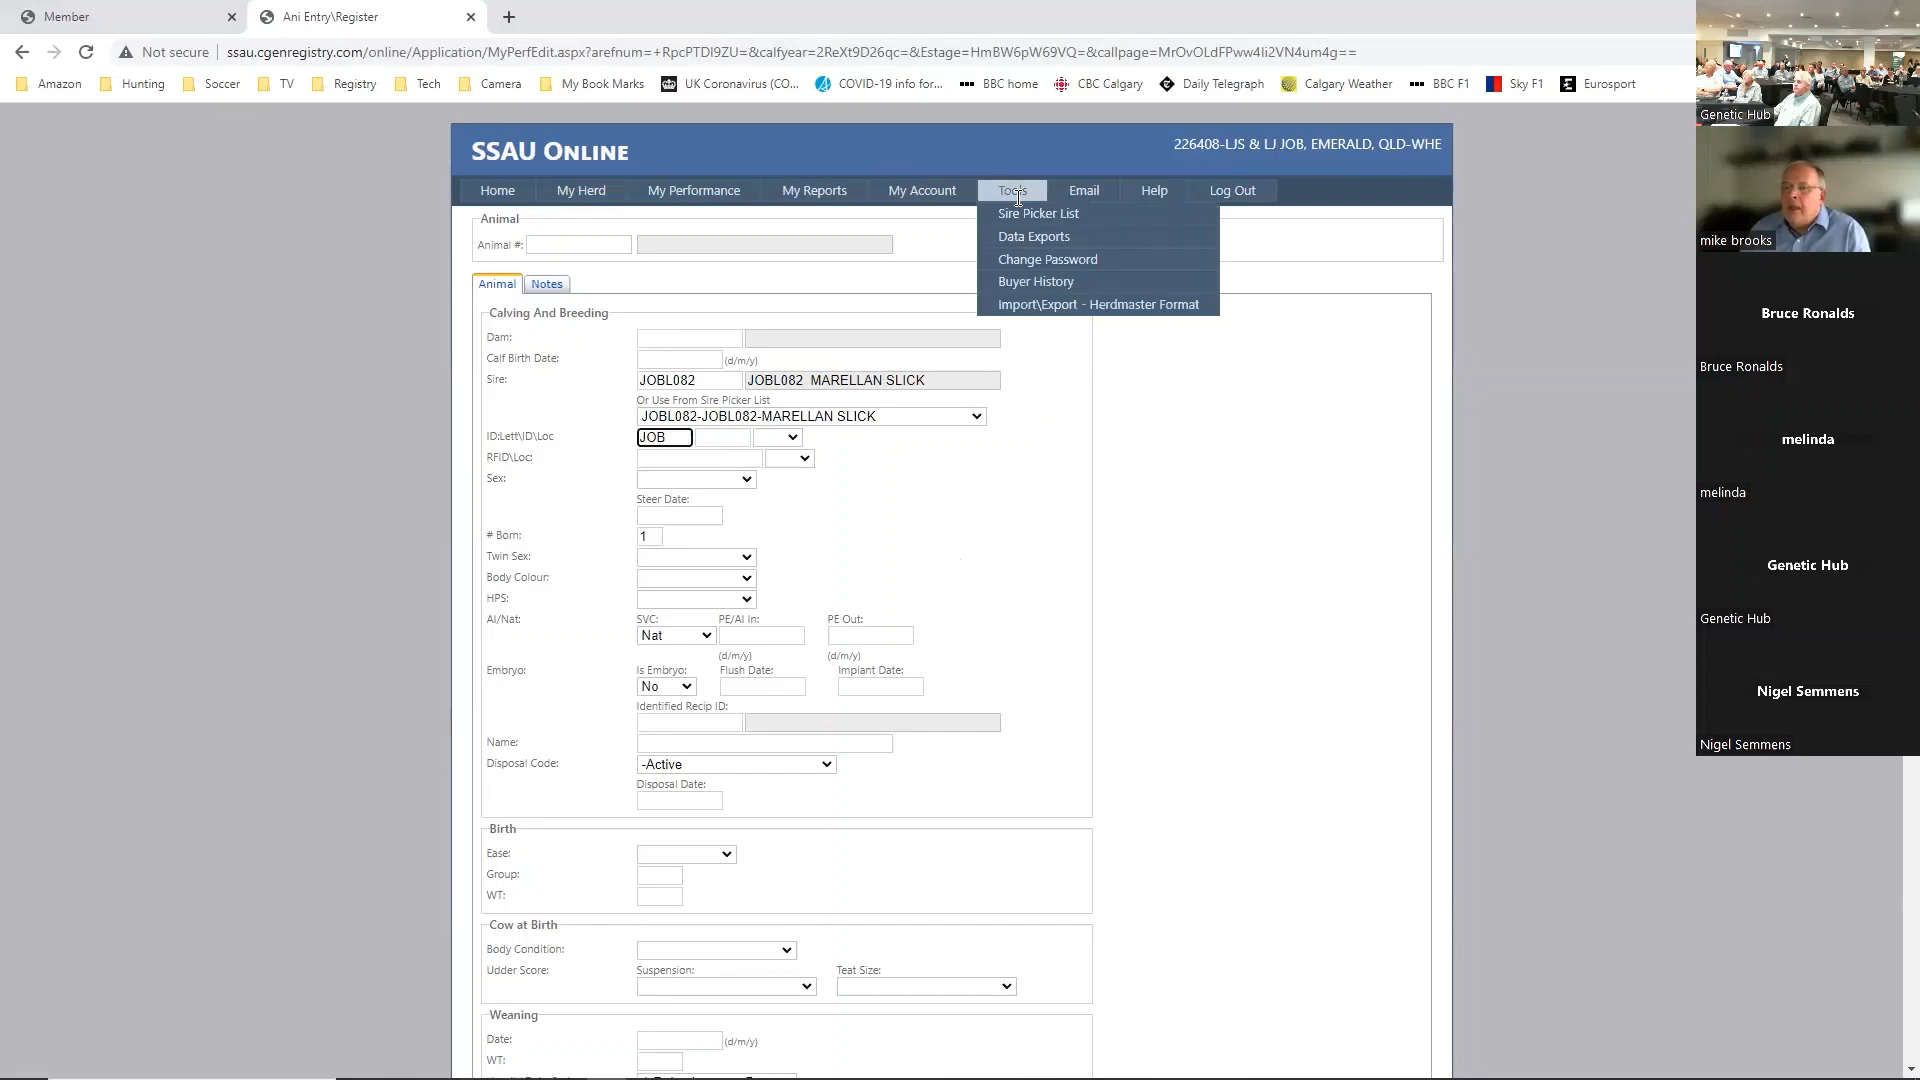 Member
Ani Entry\Register
Not secure
ssau.cgenregistry.com/online/Application/MyPerfEdit.aspx?arefnum=+RpcPTDI9ZU=&calfyear=2ReXt9D26qc=&Estage=HmBW6pW69VQ=&callpage=MrOvOLdFPww4Ii2VN4um4g==
Amazon Hunting Soccer TV Registry Tech Camera My Book Marks UK Coronavirus (CO... COVID-19 info for... BBC home CBC Calgary Daily Telegraph Calgary Weather BBC F1 Sky F1 Eurosport
SSAU ONLINE
226408-LJS & LJ JOB, EMERALD, QLD-WHE
Home My Herd My Performance My Reports My Account Tools Email Help Log Out
Sire Picker List
Data Exports
Change Password
Buyer History
Import\Export - Herdmaster Format
Animal
Animal #:
Animal Notes
Calving And Breeding
Dam:
Calf Birth Date: (d/m/y)
Sire: JOBL082 JOBL082 MARELLAN SLICK
Or Use From Sire Picker List
JOBL082-JOBL082-MARELLAN SLICK
ID:Lett\ID\Loc JOB
RFID\Loc:
Sex:
Steer Date:
# Born: 1
Twin Sex:
Body Colour:
HPS:
AI/Nat: SVC: PE/AI In: PE Out:
Nat
(d/m/y) (d/m/y)
Embryo: Is Embryo: Flush Date: Implant Date:
No
Identified Recip ID:
Name:
Disposal Code: -Active
Disposal Date:
Birth
Ease:
Group:
WT:
Cow at Birth
Body Condition:
Udder Score: Suspension: Teat Size:
Weaning
Date: (d/m/y)
WT:
Genetic Hub
mike brooks
Bruce Ronalds
Bruce Ronalds
melinda
melinda
Genetic Hub
Genetic Hub
Nigel Semmens
Nigel Semmens